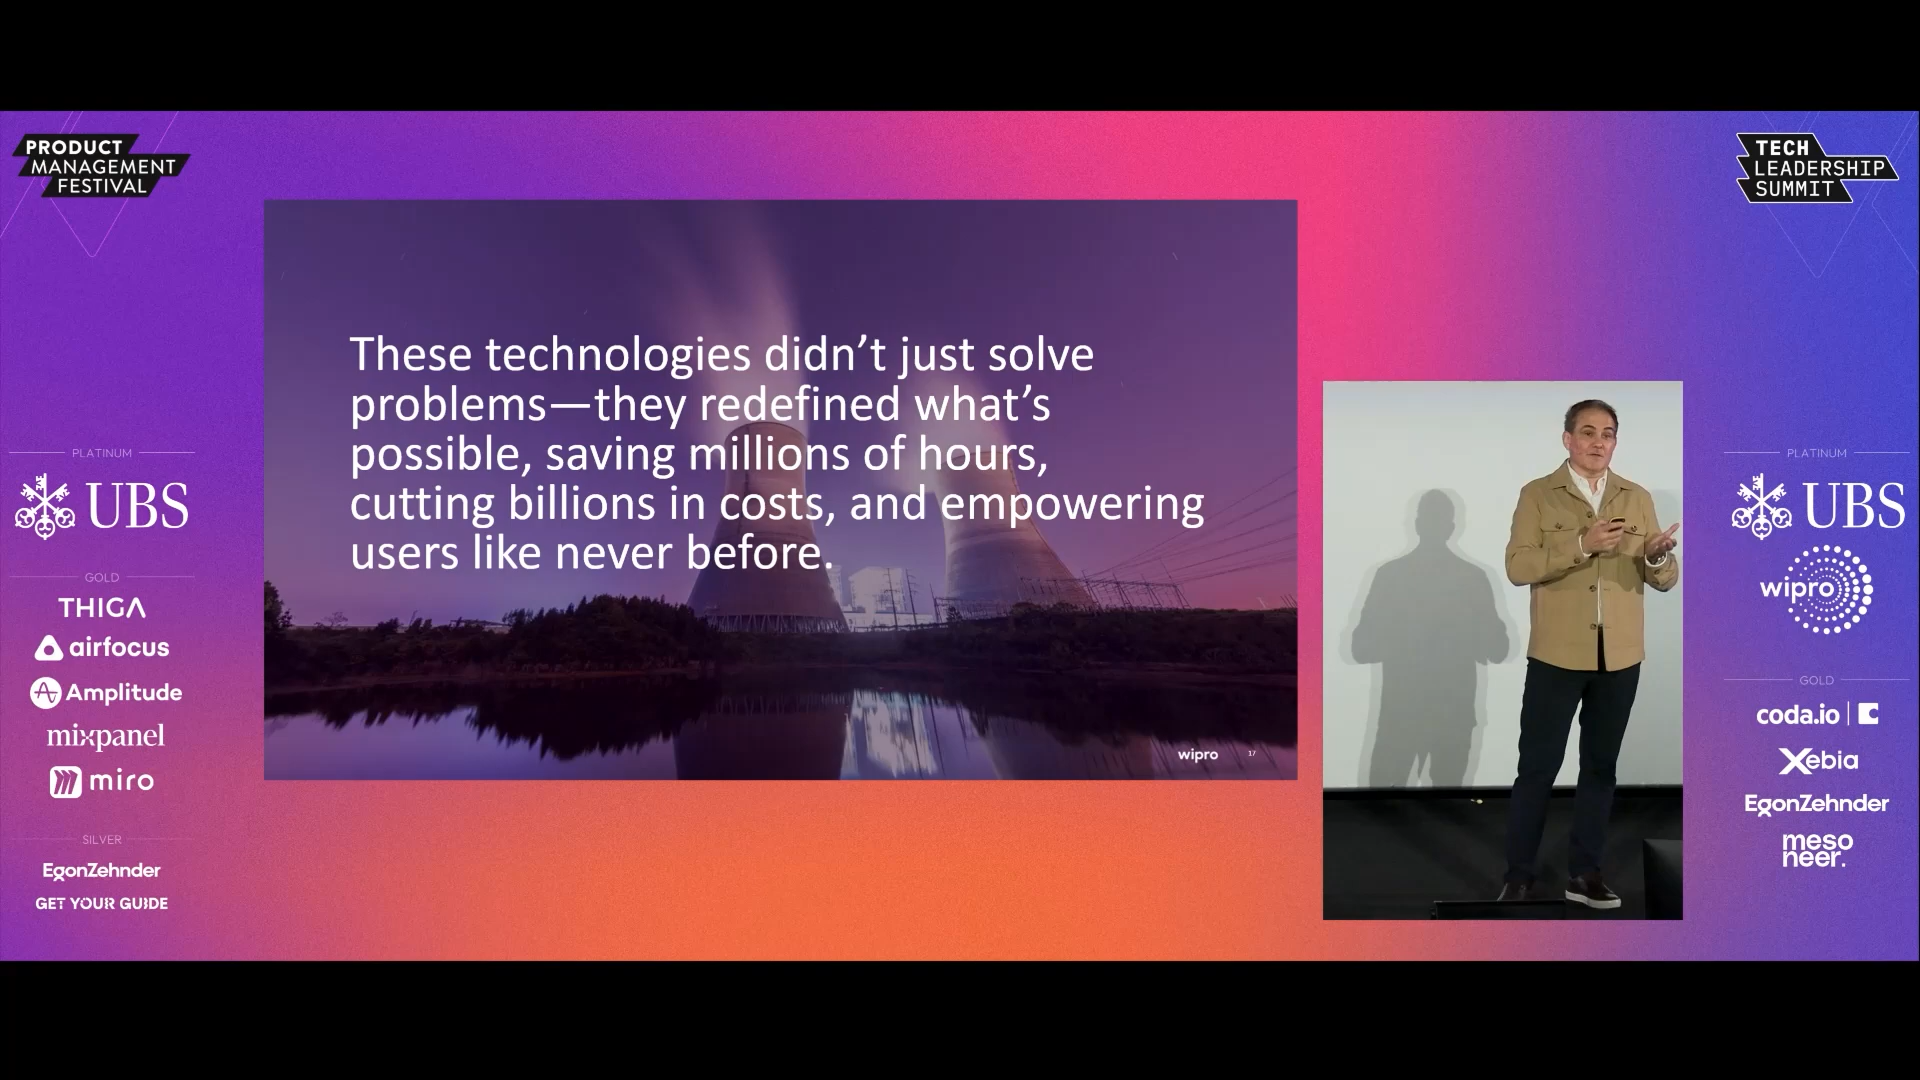 PRODUCT
MANAGEMENT
FESTIVAL
TECH
LEADERSHIP
SUMMIT
These technologies didn’t just solve
problems—they redefined what’s
possible, saving millions of hours,
cutting billions in costs, and empowering
users like never before.
wipro 17
PLATINUM
UBS
GOLD
THIGA
airfocus
Amplitude
mixpanel
miro
SILVER
EgonZehnder
GET YOUR GUIDE
PLATINUM
UBS
wipro
GOLD
coda.io
Xebia
EgonZehnder
meso
neer.